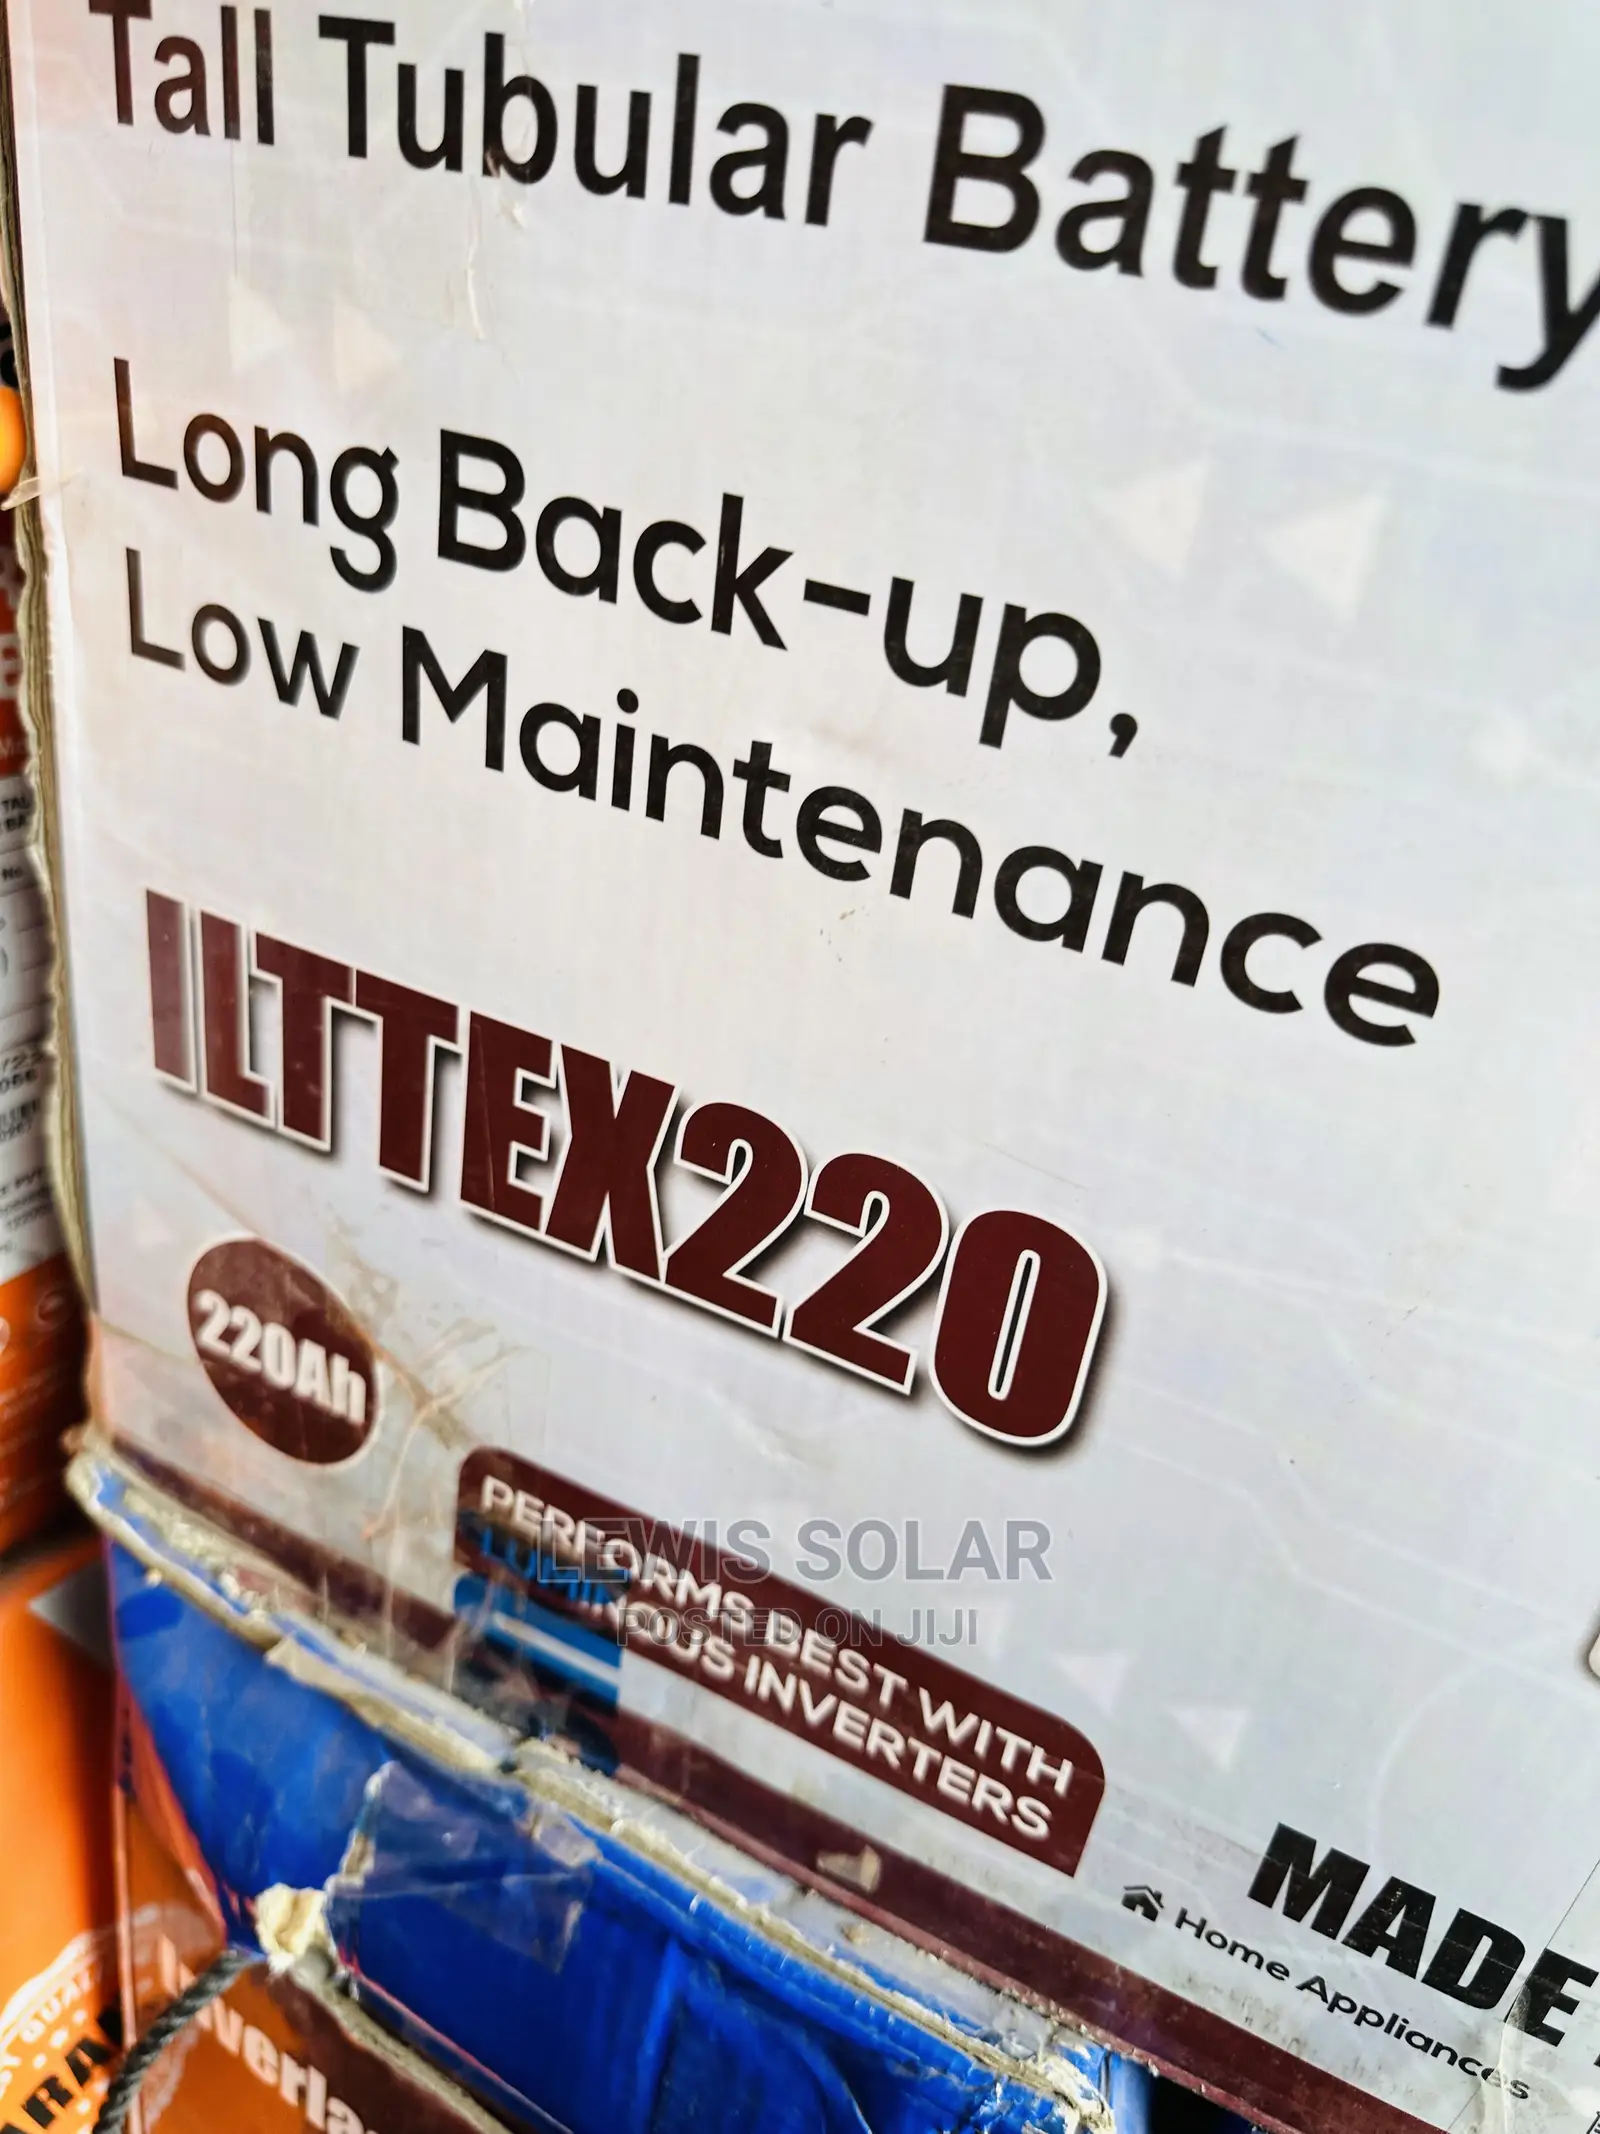 Tall Tubular Battery
Long Back-up,
Low Maintenance
ILTTEX220
220Ah
PERFORMS BEST WITH
LUMINOUS INVERTERS
LEWIS SOLAR
POSTED ON JIJI
MADE
Home Appliances